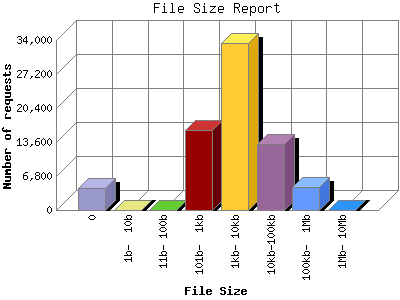 File Size Report
Number of requests
34,000
27,200
20,400
13,600
6,800
0
0
1b- 10b
11b- 100b
101b- 1kb
1kb- 10kb
10kb-100kb
100kb- 1Mb
1Mb- 10Mb
File Size